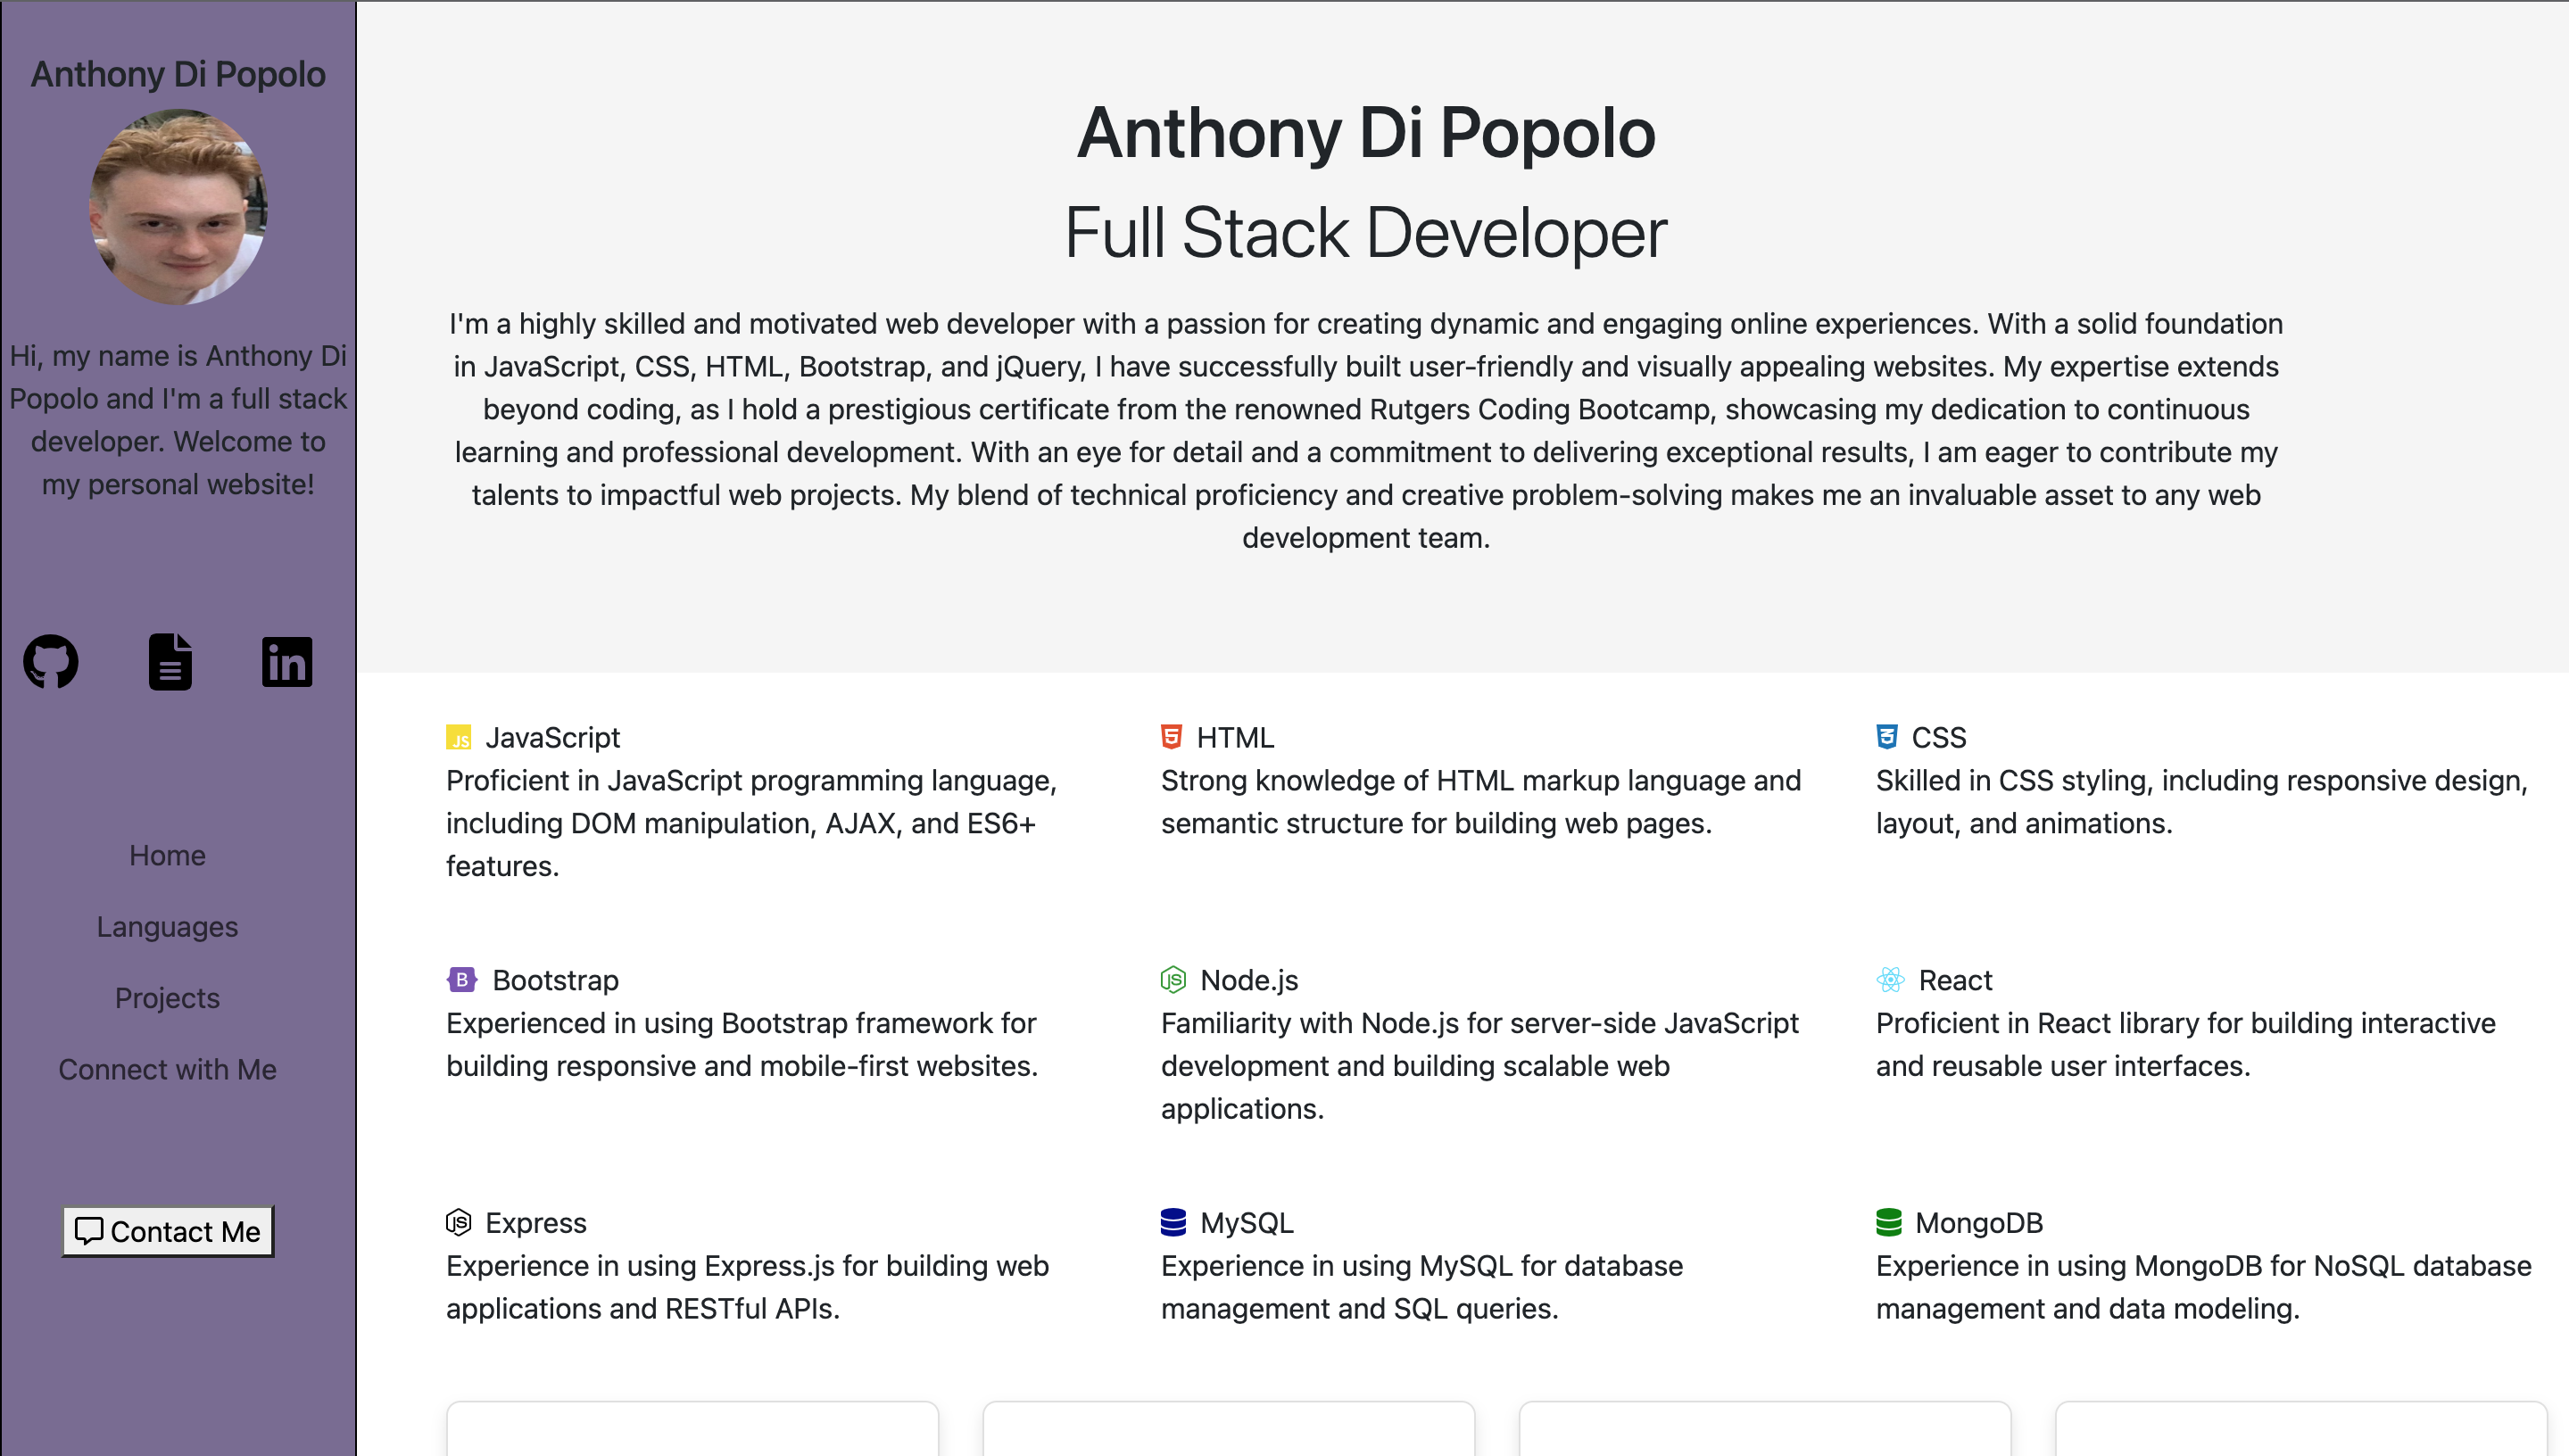 Anthony Di Popolo
Hi, my name is Anthony Di
Popolo and I'm a full stack
developer. Welcome to
my personal website!
in
Home
Languages
Projects
Connect with Me
Contact Me
Anthony Di Popolo
Full Stack Developer
I'm a highly skilled and motivated web developer with a passion for creating dynamic and engaging online experiences. With a solid foundation
in JavaScript, CSS, HTML, Bootstrap, and jQuery, I have successfully built user-friendly and visually appealing websites. My expertise extends
beyond coding, as I hold a prestigious certificate from the renowned Rutgers Coding Bootcamp, showcasing my dedication to continuous
learning and professional development. With an eye for detail and a commitment to delivering exceptional results, I am eager to contribute my
talents to impactful web projects. My blend of technical proficiency and creative problem-solving makes me an invaluable asset to any web
development team.
JS JavaScript
Proficient in JavaScript programming language,
including DOM manipulation, AJAX, and ES6+
features.
5 HTML
Strong knowledge of HTML markup language and
semantic structure for building web pages.
3 CSS
Skilled in CSS styling, including responsive design,
layout, and animations.
B Bootstrap
Experienced in using Bootstrap framework for
building responsive and mobile-first websites.
JS Node.js
Familiarity with Node.js for server-side JavaScript
development and building scalable web
applications.
React
Proficient in React library for building interactive
and reusable user interfaces.
JS Express
Experience in using Express.js for building web
applications and RESTful APIs.
MySQL
Experience in using MySQL for database
management and SQL queries.
MongoDB
Experience in using MongoDB for NoSQL database
management and data modeling.